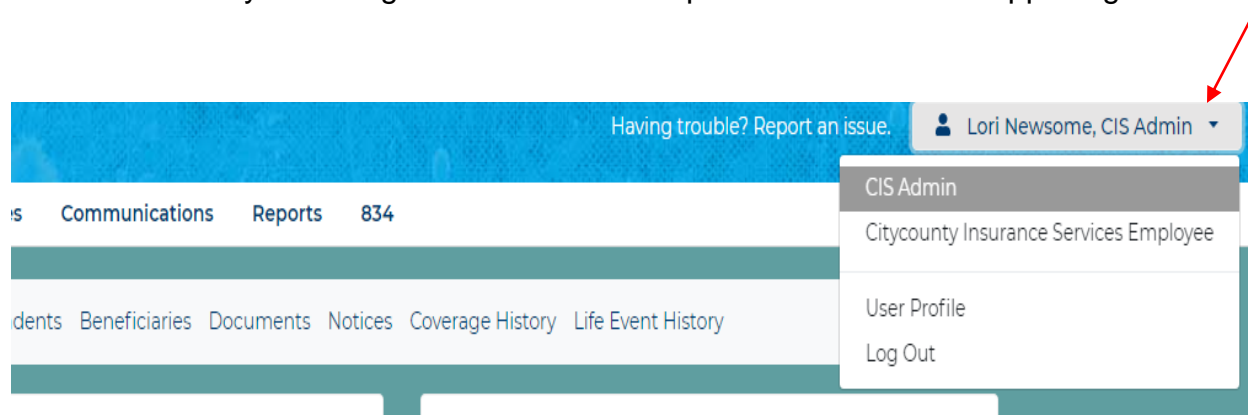 Having trouble? Report an issue. Lori Newsome, CIS Admin
CIS Admin
Communications Reports 834
Citycounty Insurance Services Employee
Beneficiaries Documents Notices Coverage History Life Event History
User Profile
Log Out